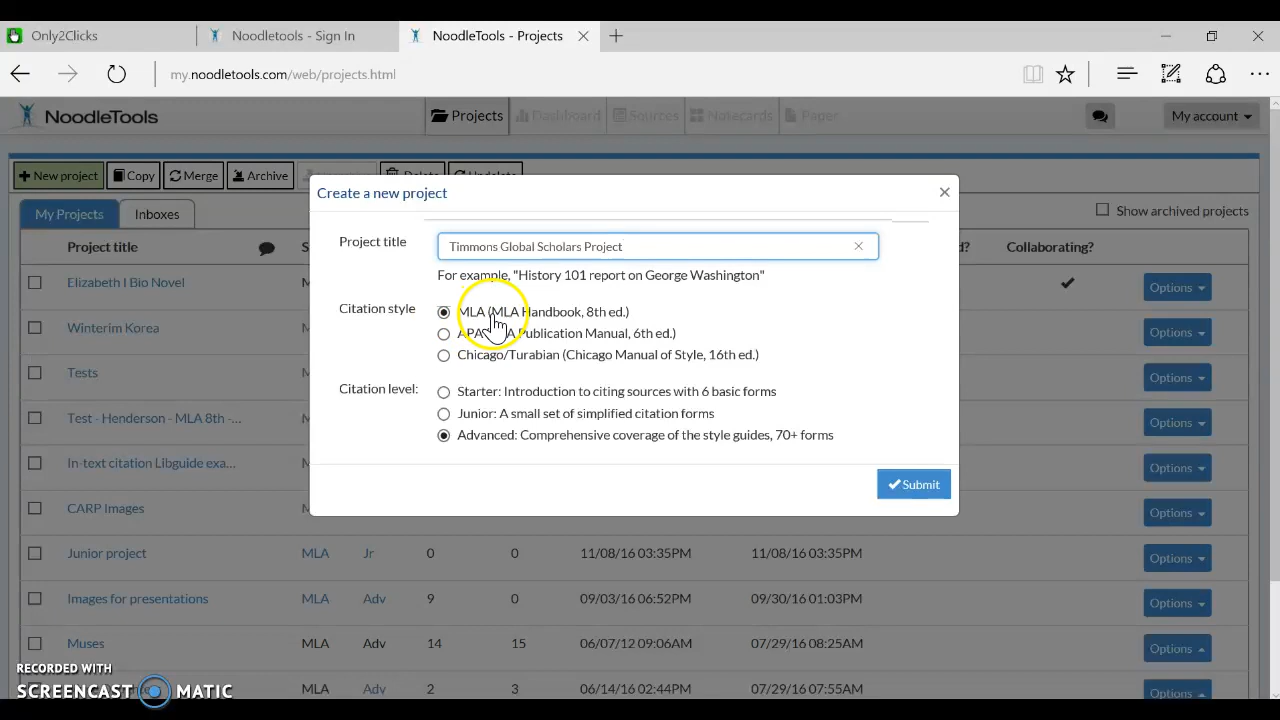 Only2Clicks
Noodletools - Sign In
NoodleTools - Projects
my.noodletools.com/web/projects.html
NoodleTools
Projects
Dashboard
Sources
Notecards
Paper
My account
New project
Copy
Merge
Archive
Delete
Undelete
Create a new project
My Projects
Inboxes
Show archived projects
Project title
Collaborating?
Project title
Timmons Global Scholars Project
For example, "History 101 report on George Washington"
Citation style
MLA (MLA Handbook, 8th ed.)
Publication Manual, 6th ed.)
Chicago/Turabian (Chicago Manual of Style, 16th ed.)
Citation level:
Starter: Introduction to citing sources with 6 basic forms
Junior: A small set of simplified citation forms
Advanced: Comprehensive coverage of the style guides, 70+ forms
Submit
Elizabeth I Bio Novel
Options
Winterim Korea
Options
Tests
Options
Test - Henderson - MLA 8th -...
Options
In-text citation Libguide exa...
Options
CARP Images
Options
Junior project MLA Jr 0 0 11/08/16 03:35PM 11/08/16 03:35PM Options
Images for presentations MLA Adv 9 0 09/03/16 06:52PM 09/30/16 01:03PM Options
Muses MLA Adv 14 15 06/07/12 09:06AM 07/29/16 08:25AM Options
MLA Adv 2 3 06/14/16 02:44PM 07/29/16 07:55AM Options
RECORDED WITH
SCREENCAST MATIC